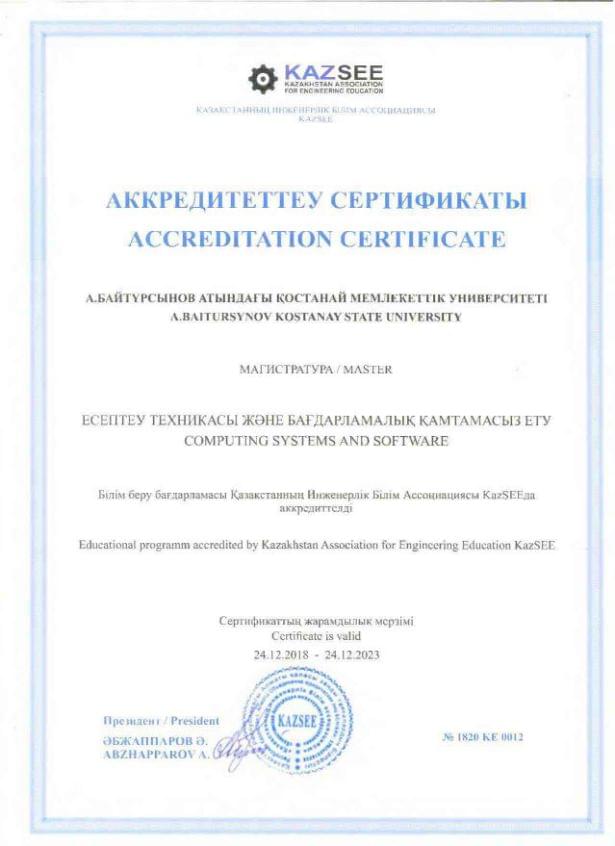 KAZSEE
KAZAKHSTAN ASSOCIATION
FOR ENGINEERING EDUCATION
ҚАЗАҚСТАННЫҢ ИНЖЕНЕРЛІК БІЛІМ АССОЦИАЦИЯСЫ
KAZSEE
АККРЕДИТЕТТЕУ СЕРТИФИКАТЫ
ACCREDITATION CERTIFICATE
А.БАЙТҰРСЫНОВ АТЫНДАҒЫ ҚОСТАНАЙ МЕМЛЕКЕТТІК УНИВЕРСИТЕТІ
A.BAITURSYNOV KOSTANAY STATE UNIVERSITY
МАГИСТРАТУРА / MASTER
ЕСЕПТЕУ ТЕХНИКАСЫ ЖӘНЕ БАҒДАРЛАМАЛЫҚ ҚАМТАМАСЫЗ ЕТУ
COMPUTING SYSTEMS AND SOFTWARE
Білім беру бағдарламасы Қазақстанның Инженерлік Білім Ассоциациясы KazSEEда
аккредиттелді
Educational programm accredited by Kazakhstan Association for Engineering Education KazSEE
Сертификаттың жарамдылық мерзімі
Certificate is valid
24.12.2018 - 24.12.2023
Президент / President
ӘБЖАППАРОВ Ә.
ABZHAPPAROV A.
KAZSEE
№ 1820 KE 0012